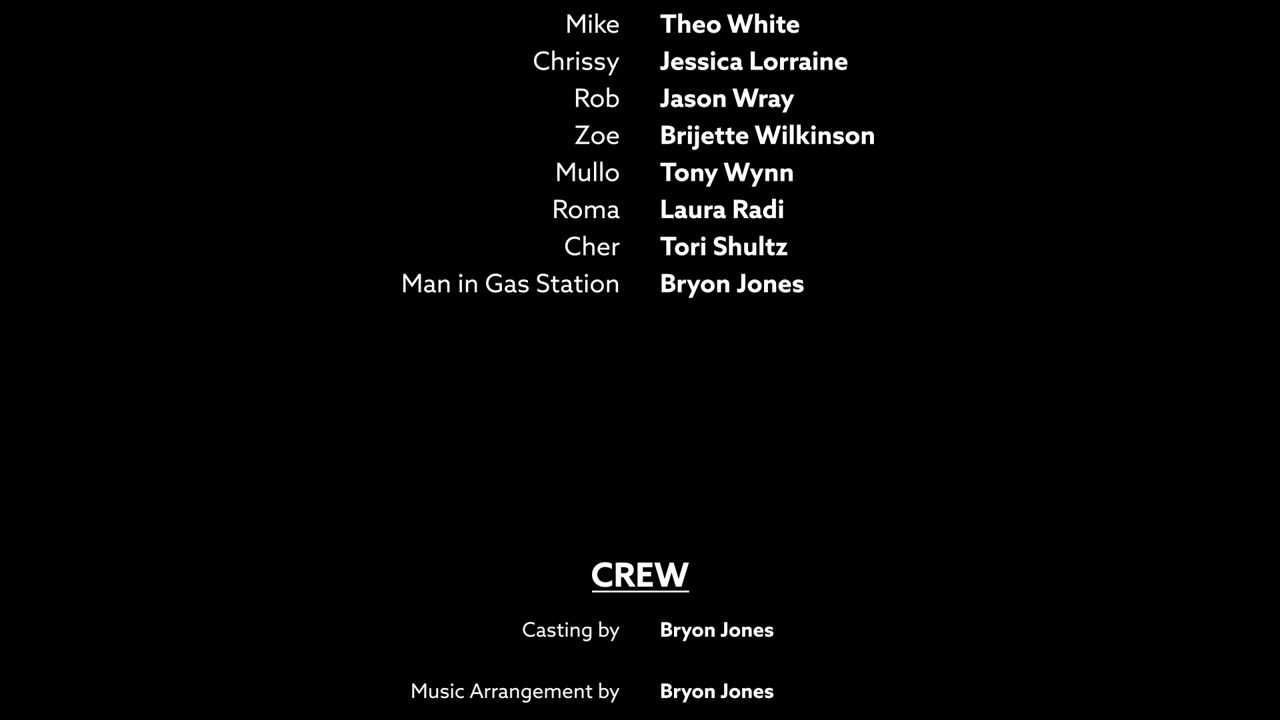 Mike Theo White
Chrissy Jessica Lorraine
Rob Jason Wray
Zoe Brijette Wilkinson
Mullo Tony Wynn
Roma Laura Radi
Cher Tori Shultz
Man in Gas Station Bryon Jones
CREW
Casting by Bryon Jones
Music Arrangement by Bryon Jones